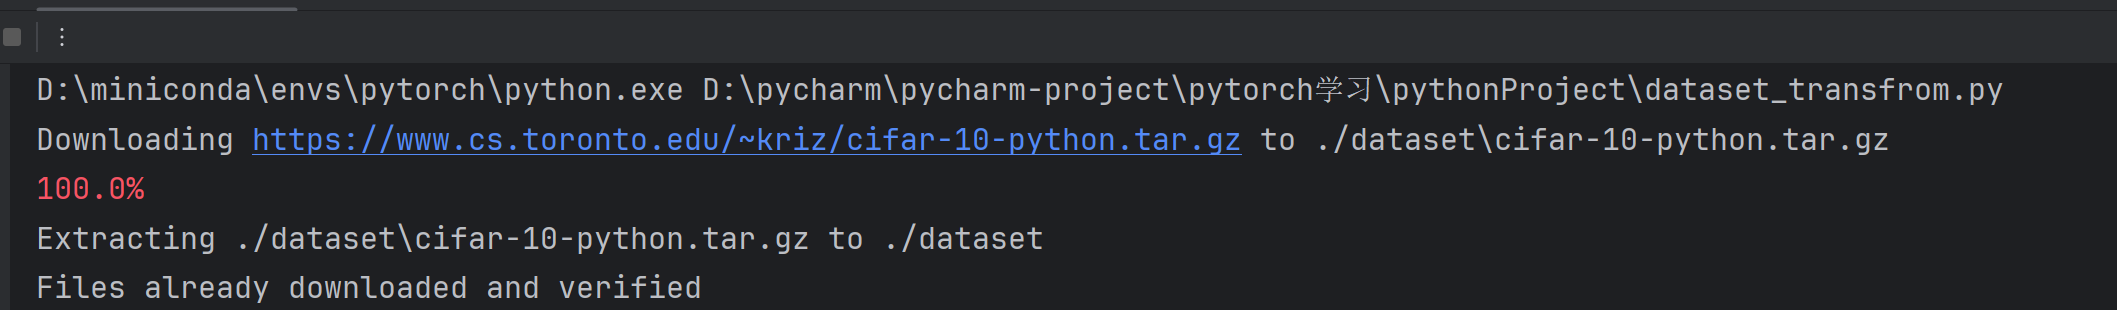 D:\miniconda\envs\pytorch\python.exe D:\pycharm\pycharm-project\pytorch学习\pythonProject\dataset_transfrom.py
Downloading https://www.cs.toronto.edu/~kriz/cifar-10-python.tar.gz to ./dataset\cifar-10-python.tar.gz
100.0%
Extracting ./dataset\cifar-10-python.tar.gz to ./dataset
Files already downloaded and verified